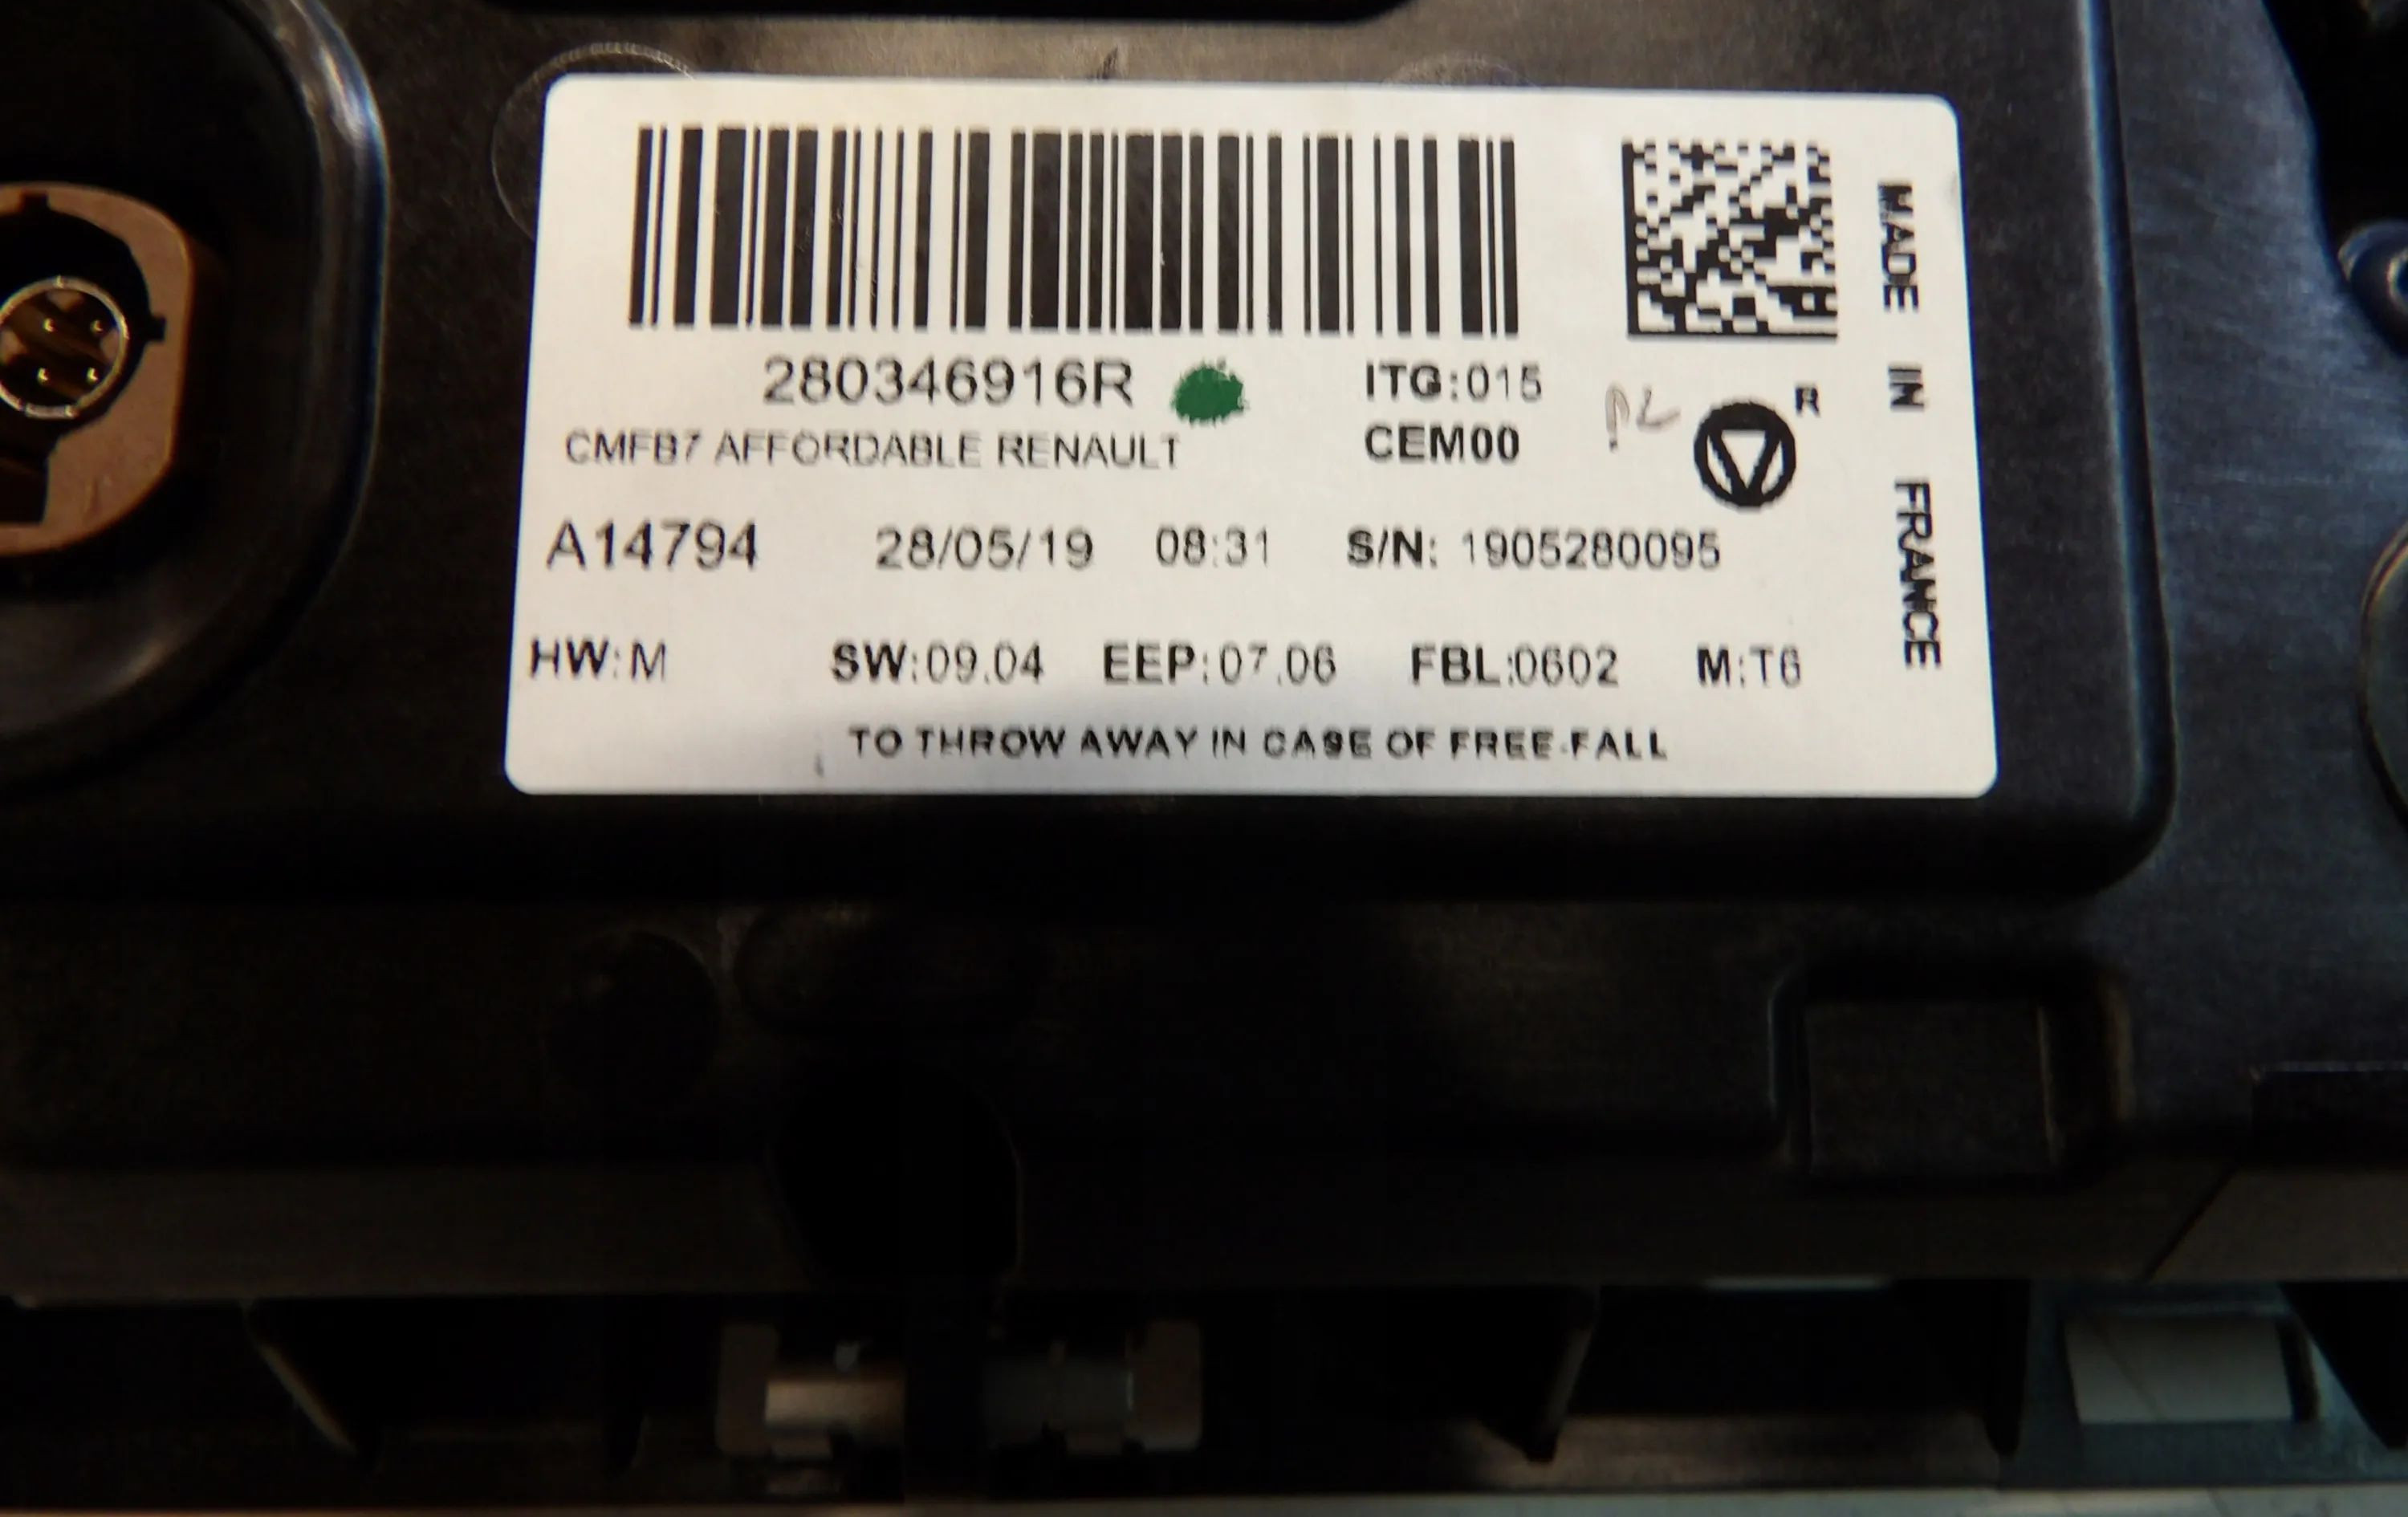 280346916R ITG:015
CMFB7 AFFORDABLE RENAULT CEM00
R
A14794 28/05/19 08:31 S/N: 1905280095
HW:M SW:09.04 EEP:07.06 FBL:0602 M:T6
TO THROW AWAY IN CASE OF FREE-FALL
MADE IN FRANCE